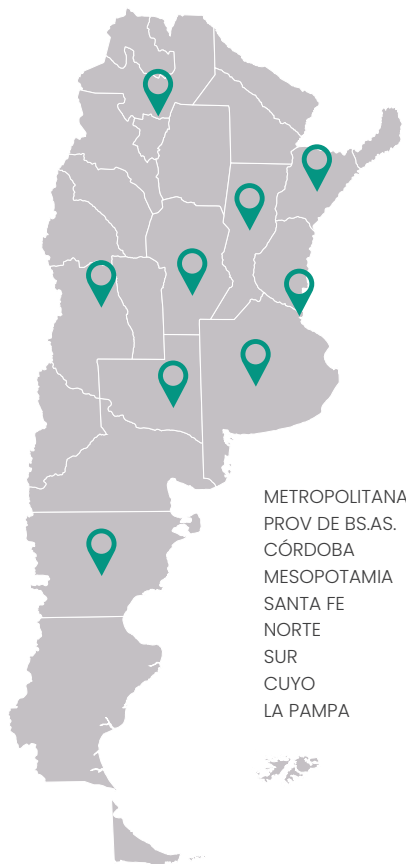 METROPOLITANA
PROV DE BS.AS.
CÓRDOBA
MESOPOTAMIA
SANTA FE
NORTE
SUR
CUYO
LA PAMPA